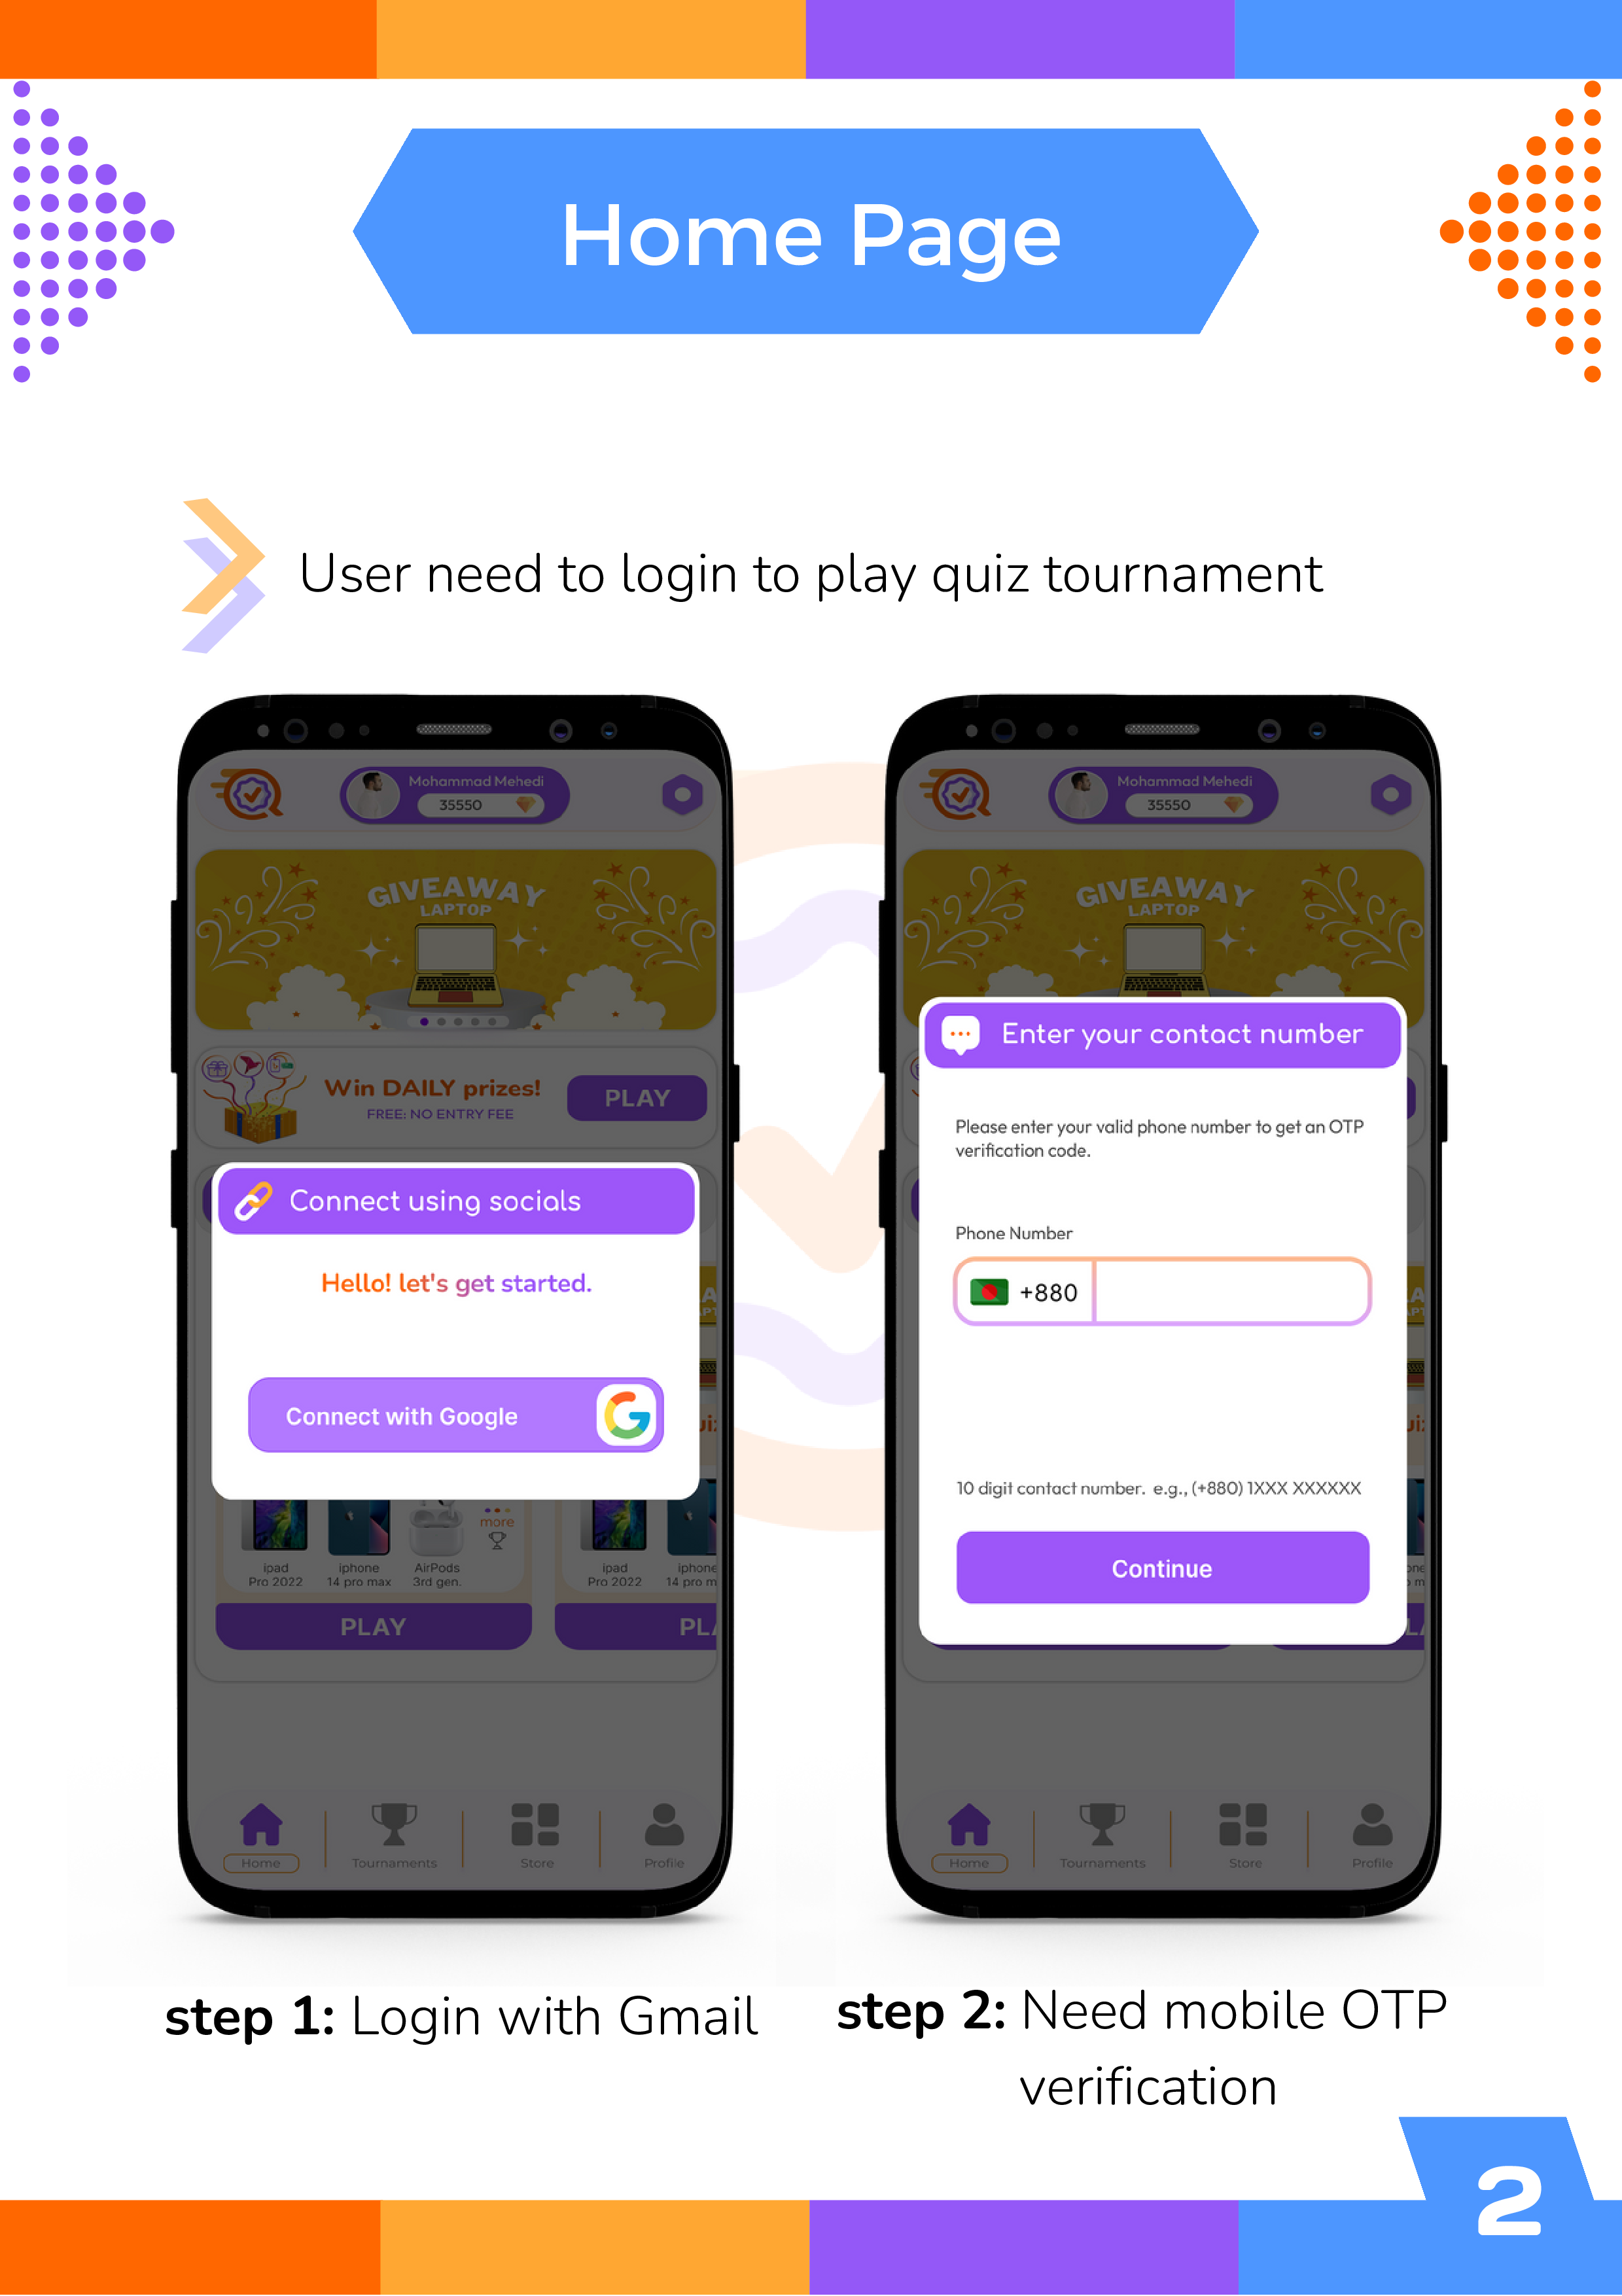 Home Page
User need to login to play quiz tournament
Mohammad Mehedi
35550
GIVEAWAY
LAPTOP
Win DAILY prizes!
FREE: NO ENTRY FEE
PLAY
Connect using socials
Hello! let's get started.
Connect with Google
more
ipad
Pro 2022
iphone
14 pro max
AirPods
3rd gen.
ipad
Pro 2022
PLAY
Home
Tournaments
Store
Profile
step 1: Login with Gmail
Mohammad Mehedi
35550
GIVEAWAY
LAPTOP
Enter your contact number
Please enter your valid phone number to get an OTP
verification code.
Phone Number
+880
10 digit contact number. e.g., (+880) 1XXX XXXXXX
Continue
Home
Tournaments
Store
Profile
step 2: Need mobile OTP
verification
2